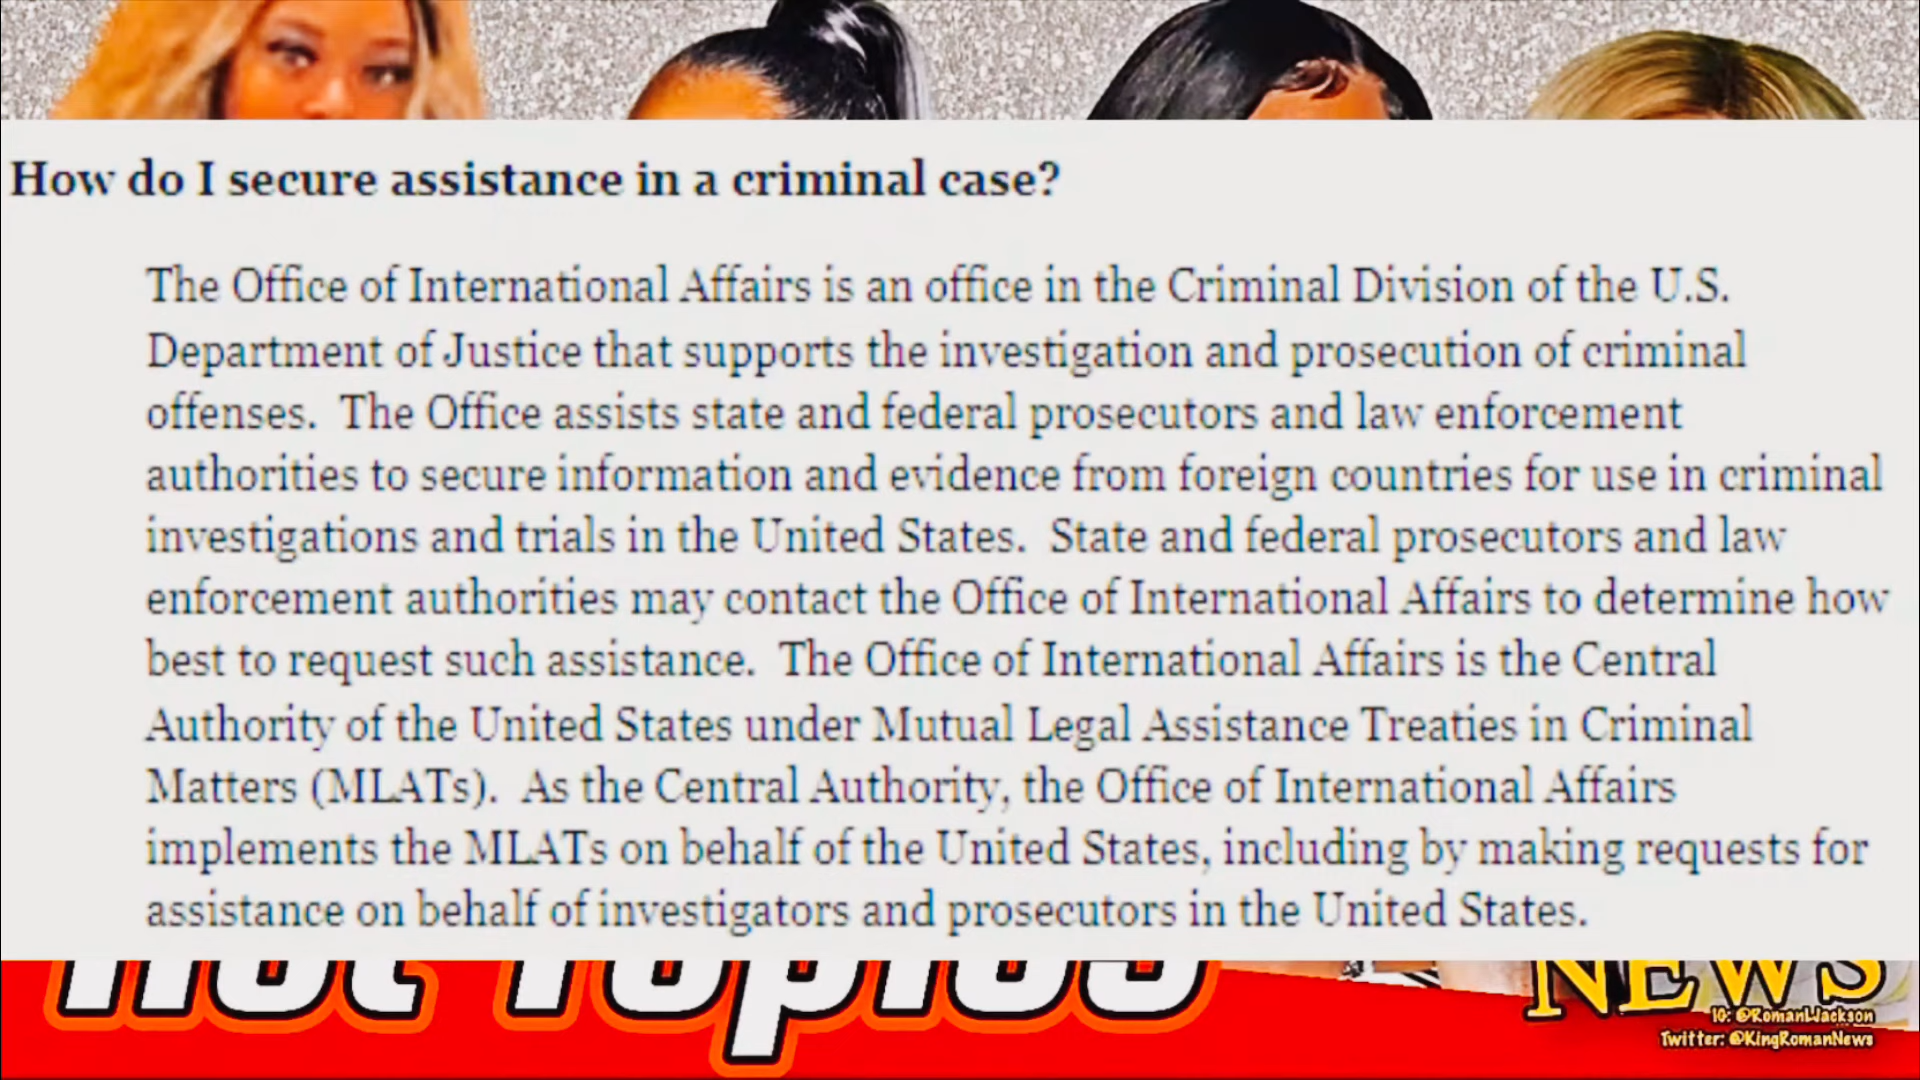 How do I secure assistance in a criminal case?
The Office of International Affairs is an office in the Criminal Division of the U.S.
Department of Justice that supports the investigation and prosecution of criminal
offenses.  The Office assists state and federal prosecutors and law enforcement
authorities to secure information and evidence from foreign countries for use in criminal
investigations and trials in the United States.  State and federal prosecutors and law
enforcement authorities may contact the Office of International Affairs to determine how
best to request such assistance.  The Office of International Affairs is the Central
Authority of the United States under Mutual Legal Assistance Treaties in Criminal
Matters (MLATs).  As the Central Authority, the Office of International Affairs
implements the MLATs on behalf of the United States, including by making requests for
assistance on behalf of investigators and prosecutors in the United States.
Hot Topics
NEWS
IG: @RomanLJackson
Twitter: @KingRomanNews